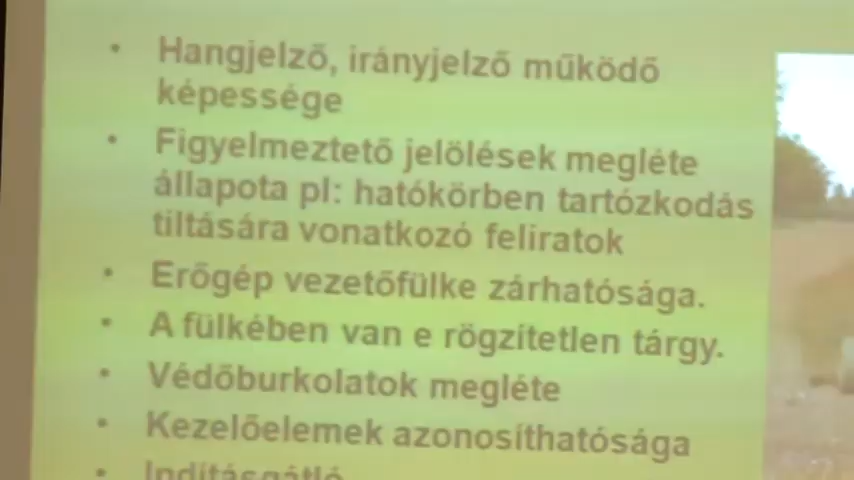 • Hangjelző, irányjelző működő
képessége
• Figyelmeztető jelölések megléte
állapota pl: hatókörben tartózkodás
tiltására vonatkozó feliratok
• Erőgép vezetőfülke zárhatósága.
• A fülkében van e rögzítetlen tárgy.
• Védőburkolatok megléte
• Kezelőelemek azonosíthatósága
• Indításgátló